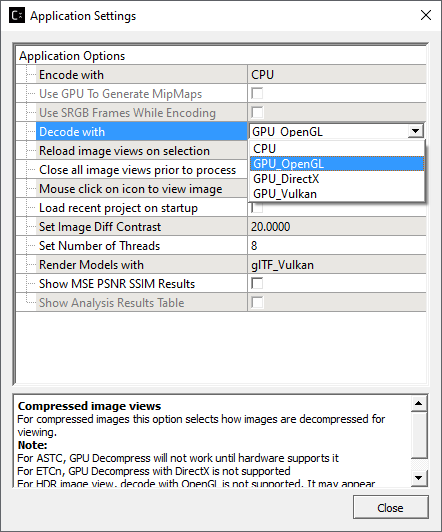 Application Settings
Application Options
Encode with CPU
Use GPU To Generate MipMaps
Use SRGB Frames While Encoding
Decode with GPU_OpenGL
Reload image views on selection CPU
Close all image views prior to process GPU_OpenGL
Mouse click on icon to view image GPU_DirectX
Load recent project on startup GPU_Vulkan
Set Image Diff Contrast 20.0000
Set Number of Threads 8
Render Models with glTF_Vulkan
Show MSE PSNR SSIM Results
Show Analysis Results Table
Compressed image views
For compressed images this option selects how images are decompressed for
viewing.
Note:
For ASTC, GPU Decompress will not work until hardware supports it
For ETCn, GPU Decompress with DirectX is not supported
For HDR image view, decode with OpenGL is not supported. It may appear
Close